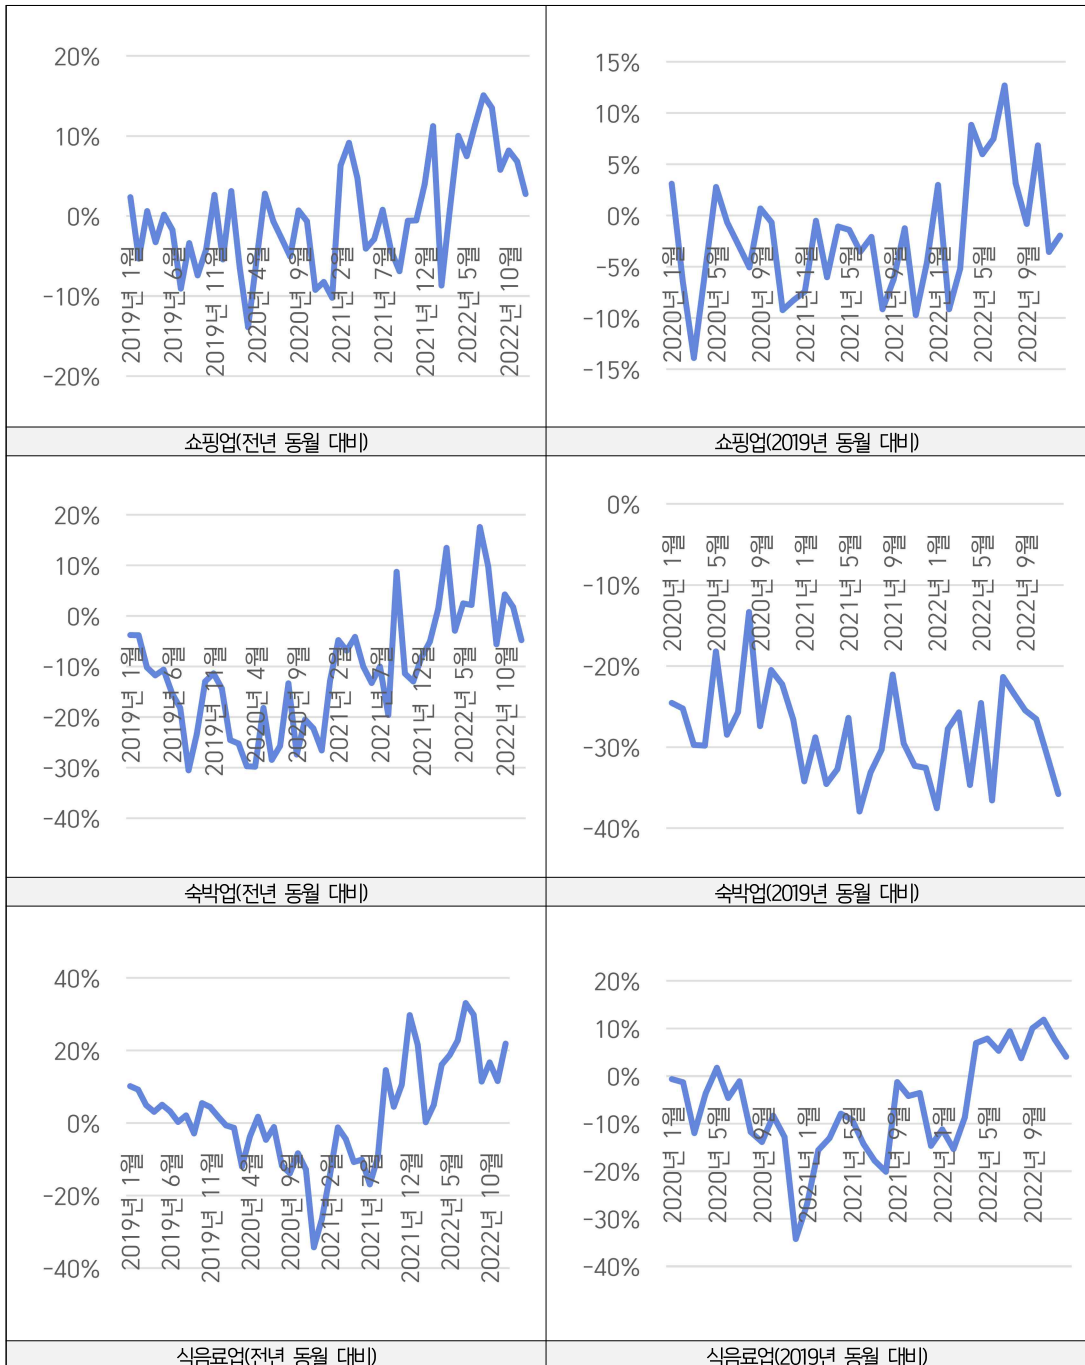 20%
10%
0%
-10%
-20%
2019년 1월
2019년 6월
2019년 11월
2020년 4월
2020년 9월
2021년 2월
2021년 7월
2021년 12월
2022년 5월
2022년 10월
15%
10%
5%
0%
-5%
-10%
-15%
2020년 1월
2020년 5월
2020년 9월
2021년 1월
2021년 5월
2021년 9월
2022년 1월
2022년 5월
2022년 9월
쇼핑업(전년 동월 대비)
쇼핑업(2019년 동월 대비)
20%
10%
0%
-10%
-20%
-30%
-40%
2019년 1월
2019년 6월
2019년 11월
2020년 4월
2020년 9월
2021년 2월
2021년 7월
2021년 12월
2022년 5월
2022년 10월
0%
-10%
-20%
-30%
-40%
2020년 1월
2020년 5월
2020년 9월
2021년 1월
2021년 5월
2021년 9월
2022년 1월
2022년 5월
2022년 9월
숙박업(전년 동월 대비)
숙박업(2019년 동월 대비)
40%
20%
0%
-20%
-40%
2019년 1월
2019년 6월
2019년 11월
2020년 4월
2020년 9월
2021년 2월
2021년 7월
2021년 12월
2022년 5월
2022년 10월
20%
10%
0%
-10%
-20%
-30%
-40%
2020년 1월
2020년 5월
2020년 9월
2021년 1월
2021년 5월
2021년 9월
2022년 1월
2022년 5월
2022년 9월
식음료업(전년 동월 대비)
식음료업(2019년 동월 대비)